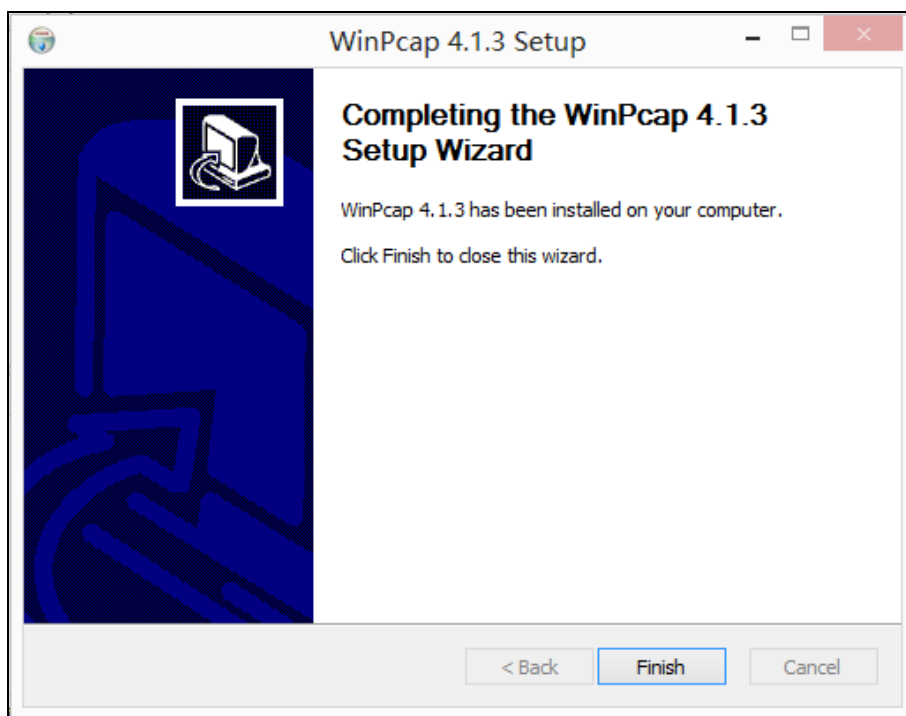 WinPcap 4.1.3 Setup
Completing the WinPcap 4.1.3
Setup Wizard
WinPcap 4.1.3 has been installed on your computer.
Click Finish to close this wizard.
< Back Finish Cancel